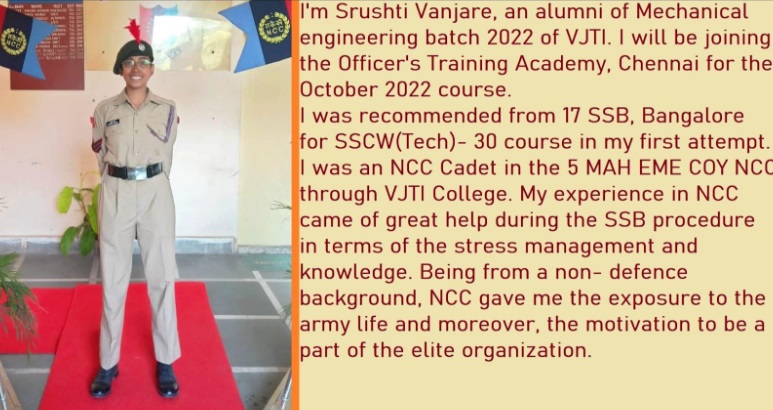 NCC
NCC
I'm Srushti Vanjare, an alumni of Mechanical
engineering batch 2022 of VJTI. I will be joining
the Officer's Training Academy, Chennai for the
October 2022 course.
I was recommended from 17 SSB, Bangalore
for SSCW(Tech)- 30 course in my first attempt.
I was an NCC Cadet in the 5 MAH EME COY NCC
through VJTI College. My experience in NCC
came of great help during the SSB procedure
in terms of the stress management and
knowledge. Being from a non- defence
background, NCC gave me the exposure to the
army life and moreover, the motivation to be a
part of the elite organization.